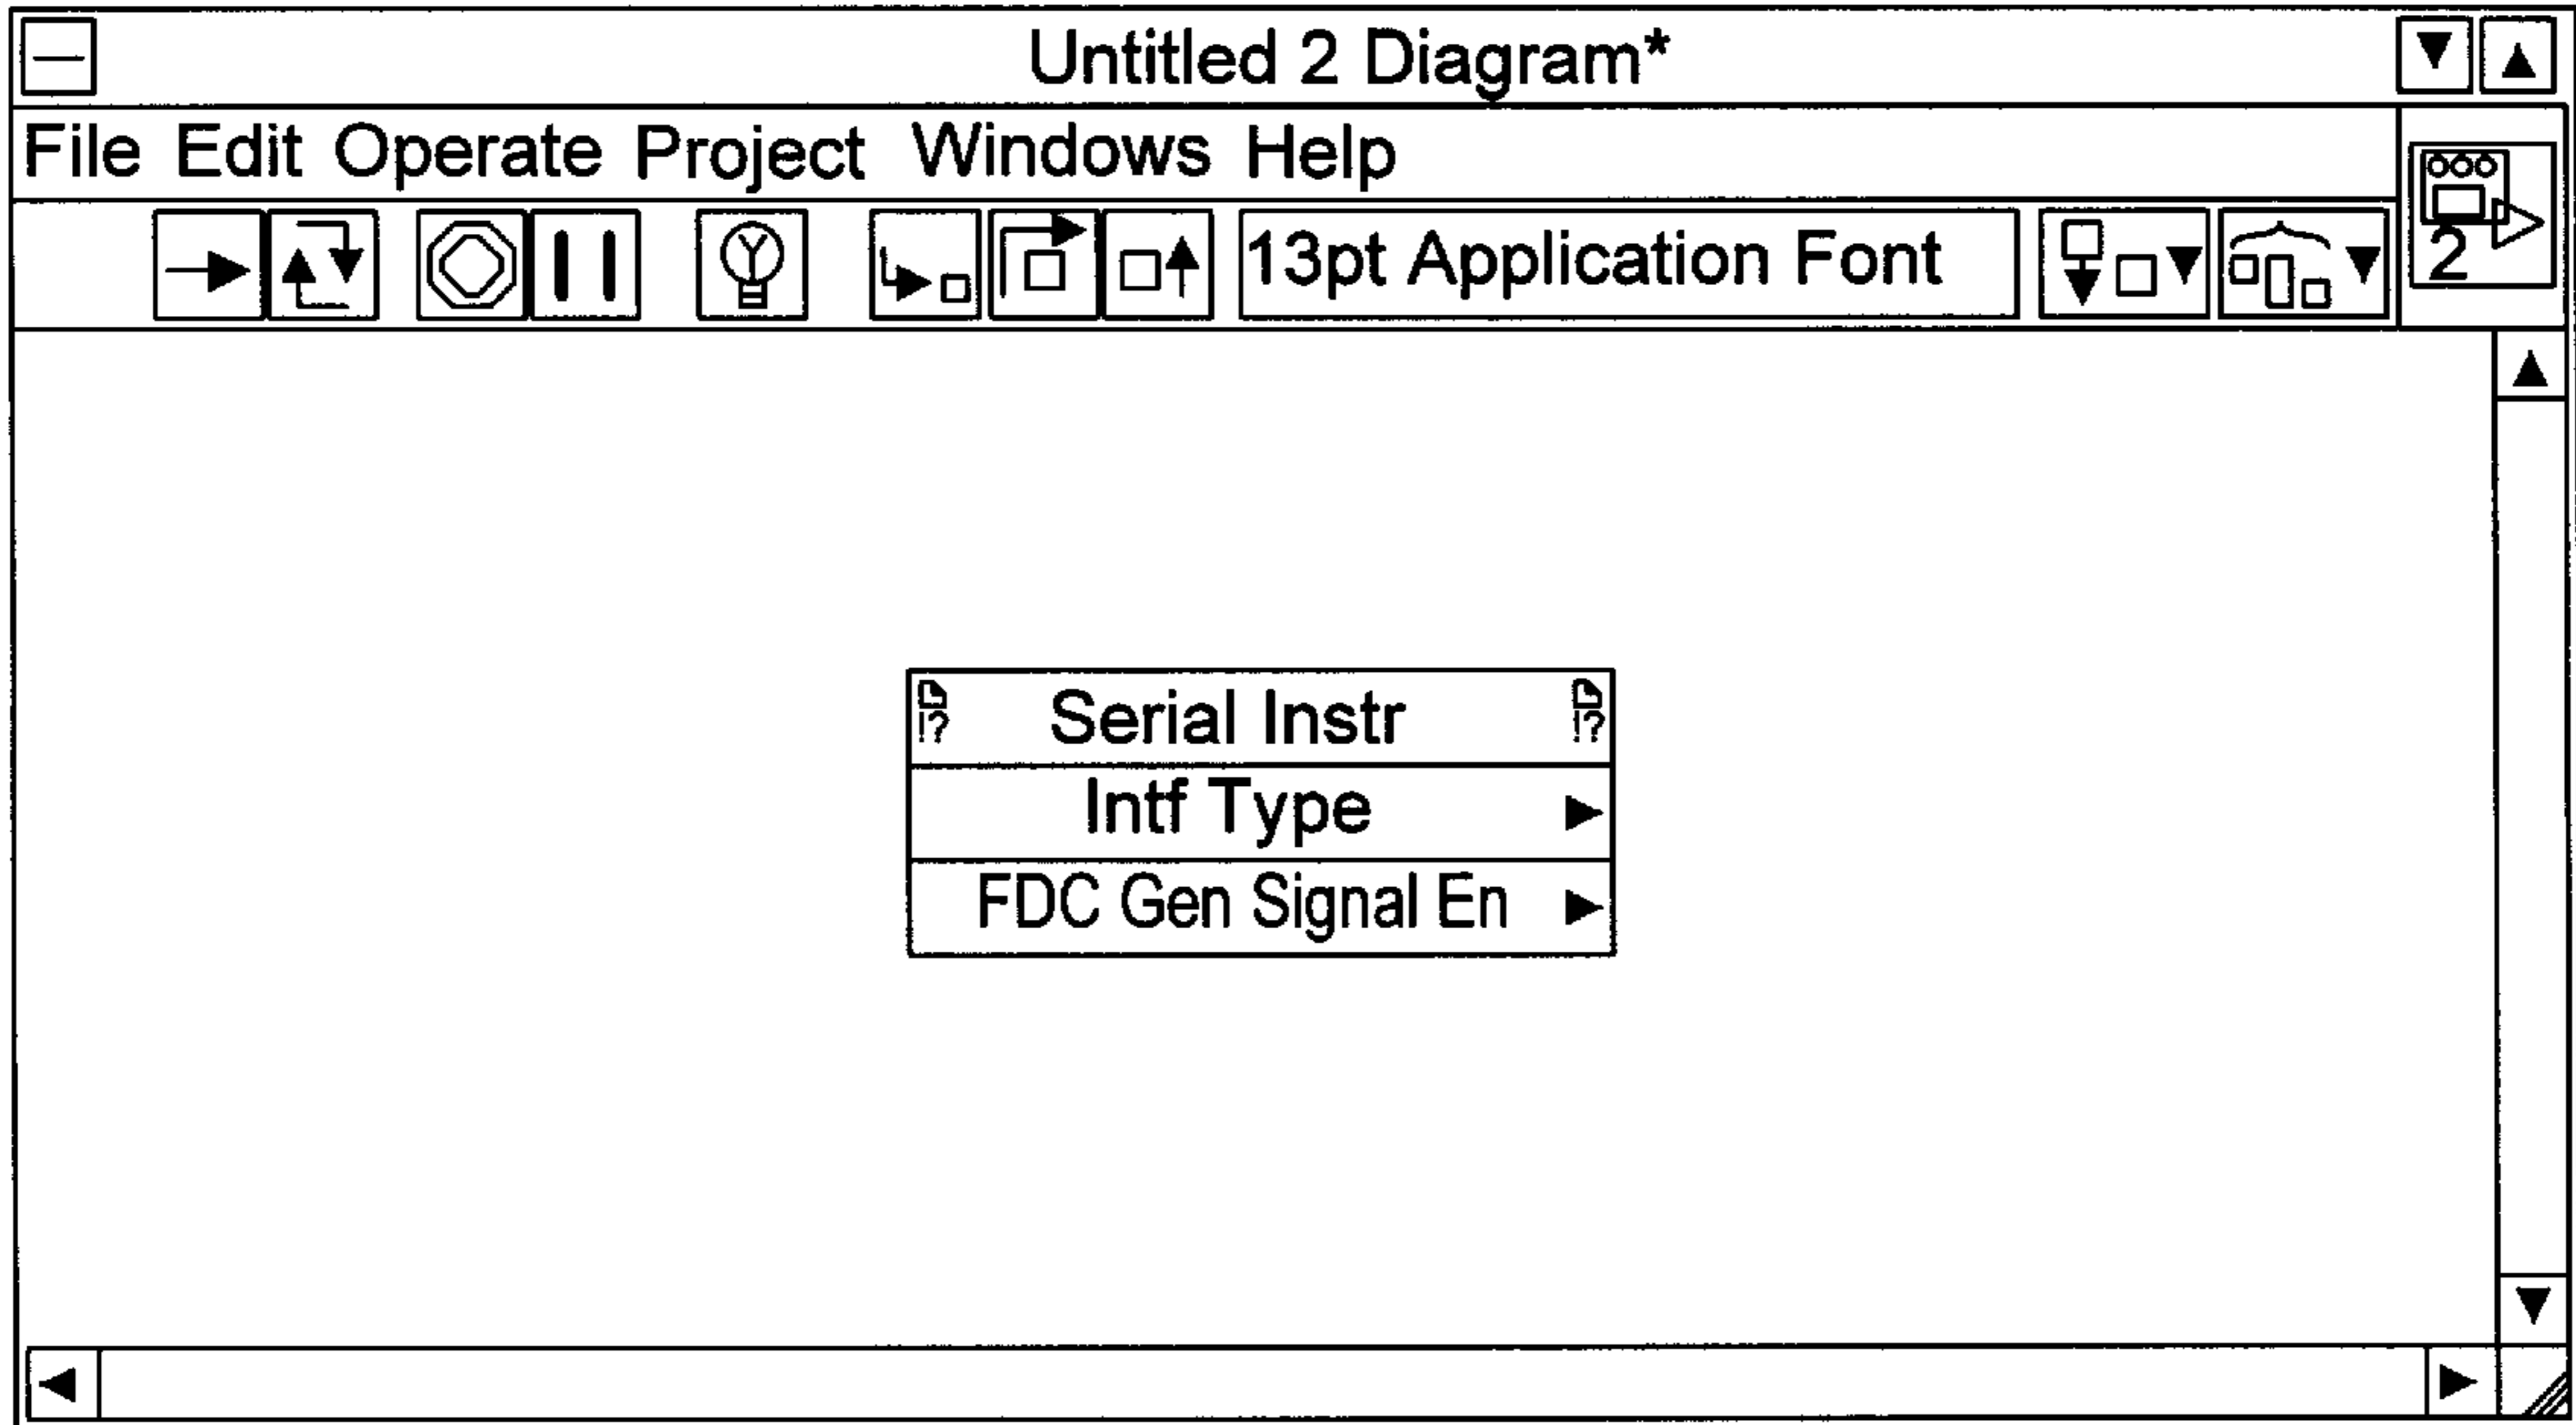 Untitled 2 Diagram*
File Edit Operate Project Windows Help
13pt Application Font
2
!? Serial Instr !?
Intf Type
FDC Gen Signal En